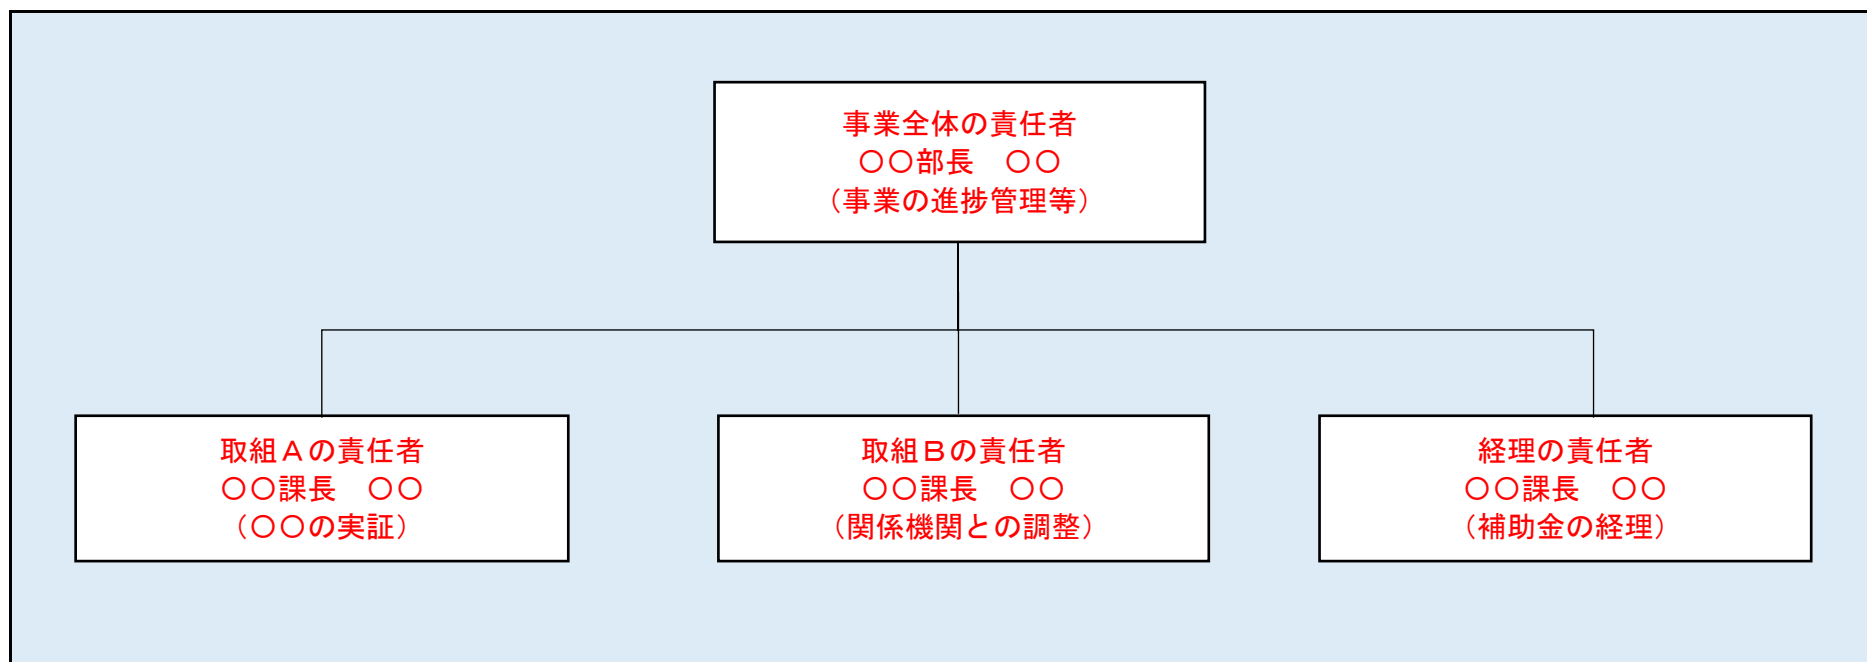 事業全体の責任者
〇〇部長　〇〇
（事業の進捗管理等）
取組Ａの責任者
〇〇課長　〇〇
（〇〇の実証）
取組Ｂの責任者
〇〇課長　〇〇
（関係機関との調整）
経理の責任者
〇〇課長　〇〇
（補助金の経理）